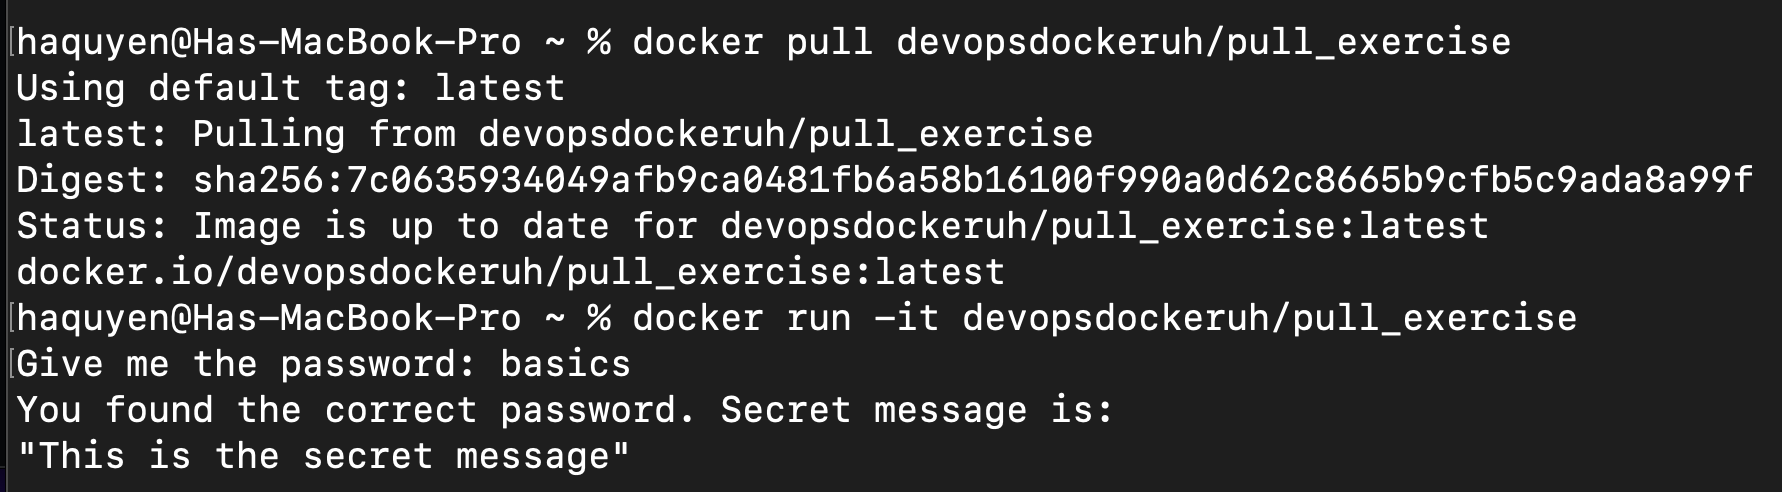 [haquyen@Has-MacBook-Pro ~ % docker pull devopsdockeruh/pull_exercise
Using default tag: latest
latest: Pulling from devopsdockeruh/pull_exercise
Digest: sha256:7c0635934049afb9ca0481fb6a58b16100f990a0d62c8665b9cfb5c9ada8a99f
Status: Image is up to date for devopsdockeruh/pull_exercise:latest
docker.io/devopsdockeruh/pull_exercise:latest
[haquyen@Has-MacBook-Pro ~ % docker run -it devopsdockeruh/pull_exercise
[Give me the password: basics
You found the correct password. Secret message is:
"This is the secret message"